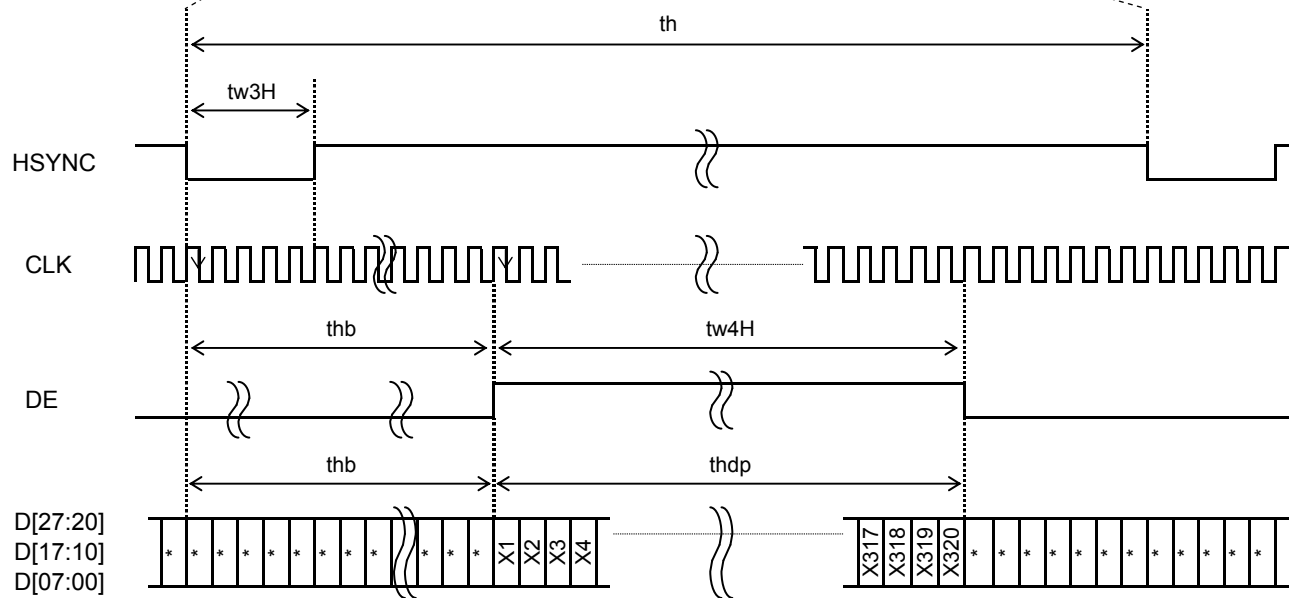 th
tw3H
HSYNC
CLK
thb tw4H
DE
thb thdp
D[27:20]
D[17:10]
D[07:00]
* * * * * * * * * * * * X1 X2 X3 X4 X317 X318 X319 X320 * * * * * * * * * * * *